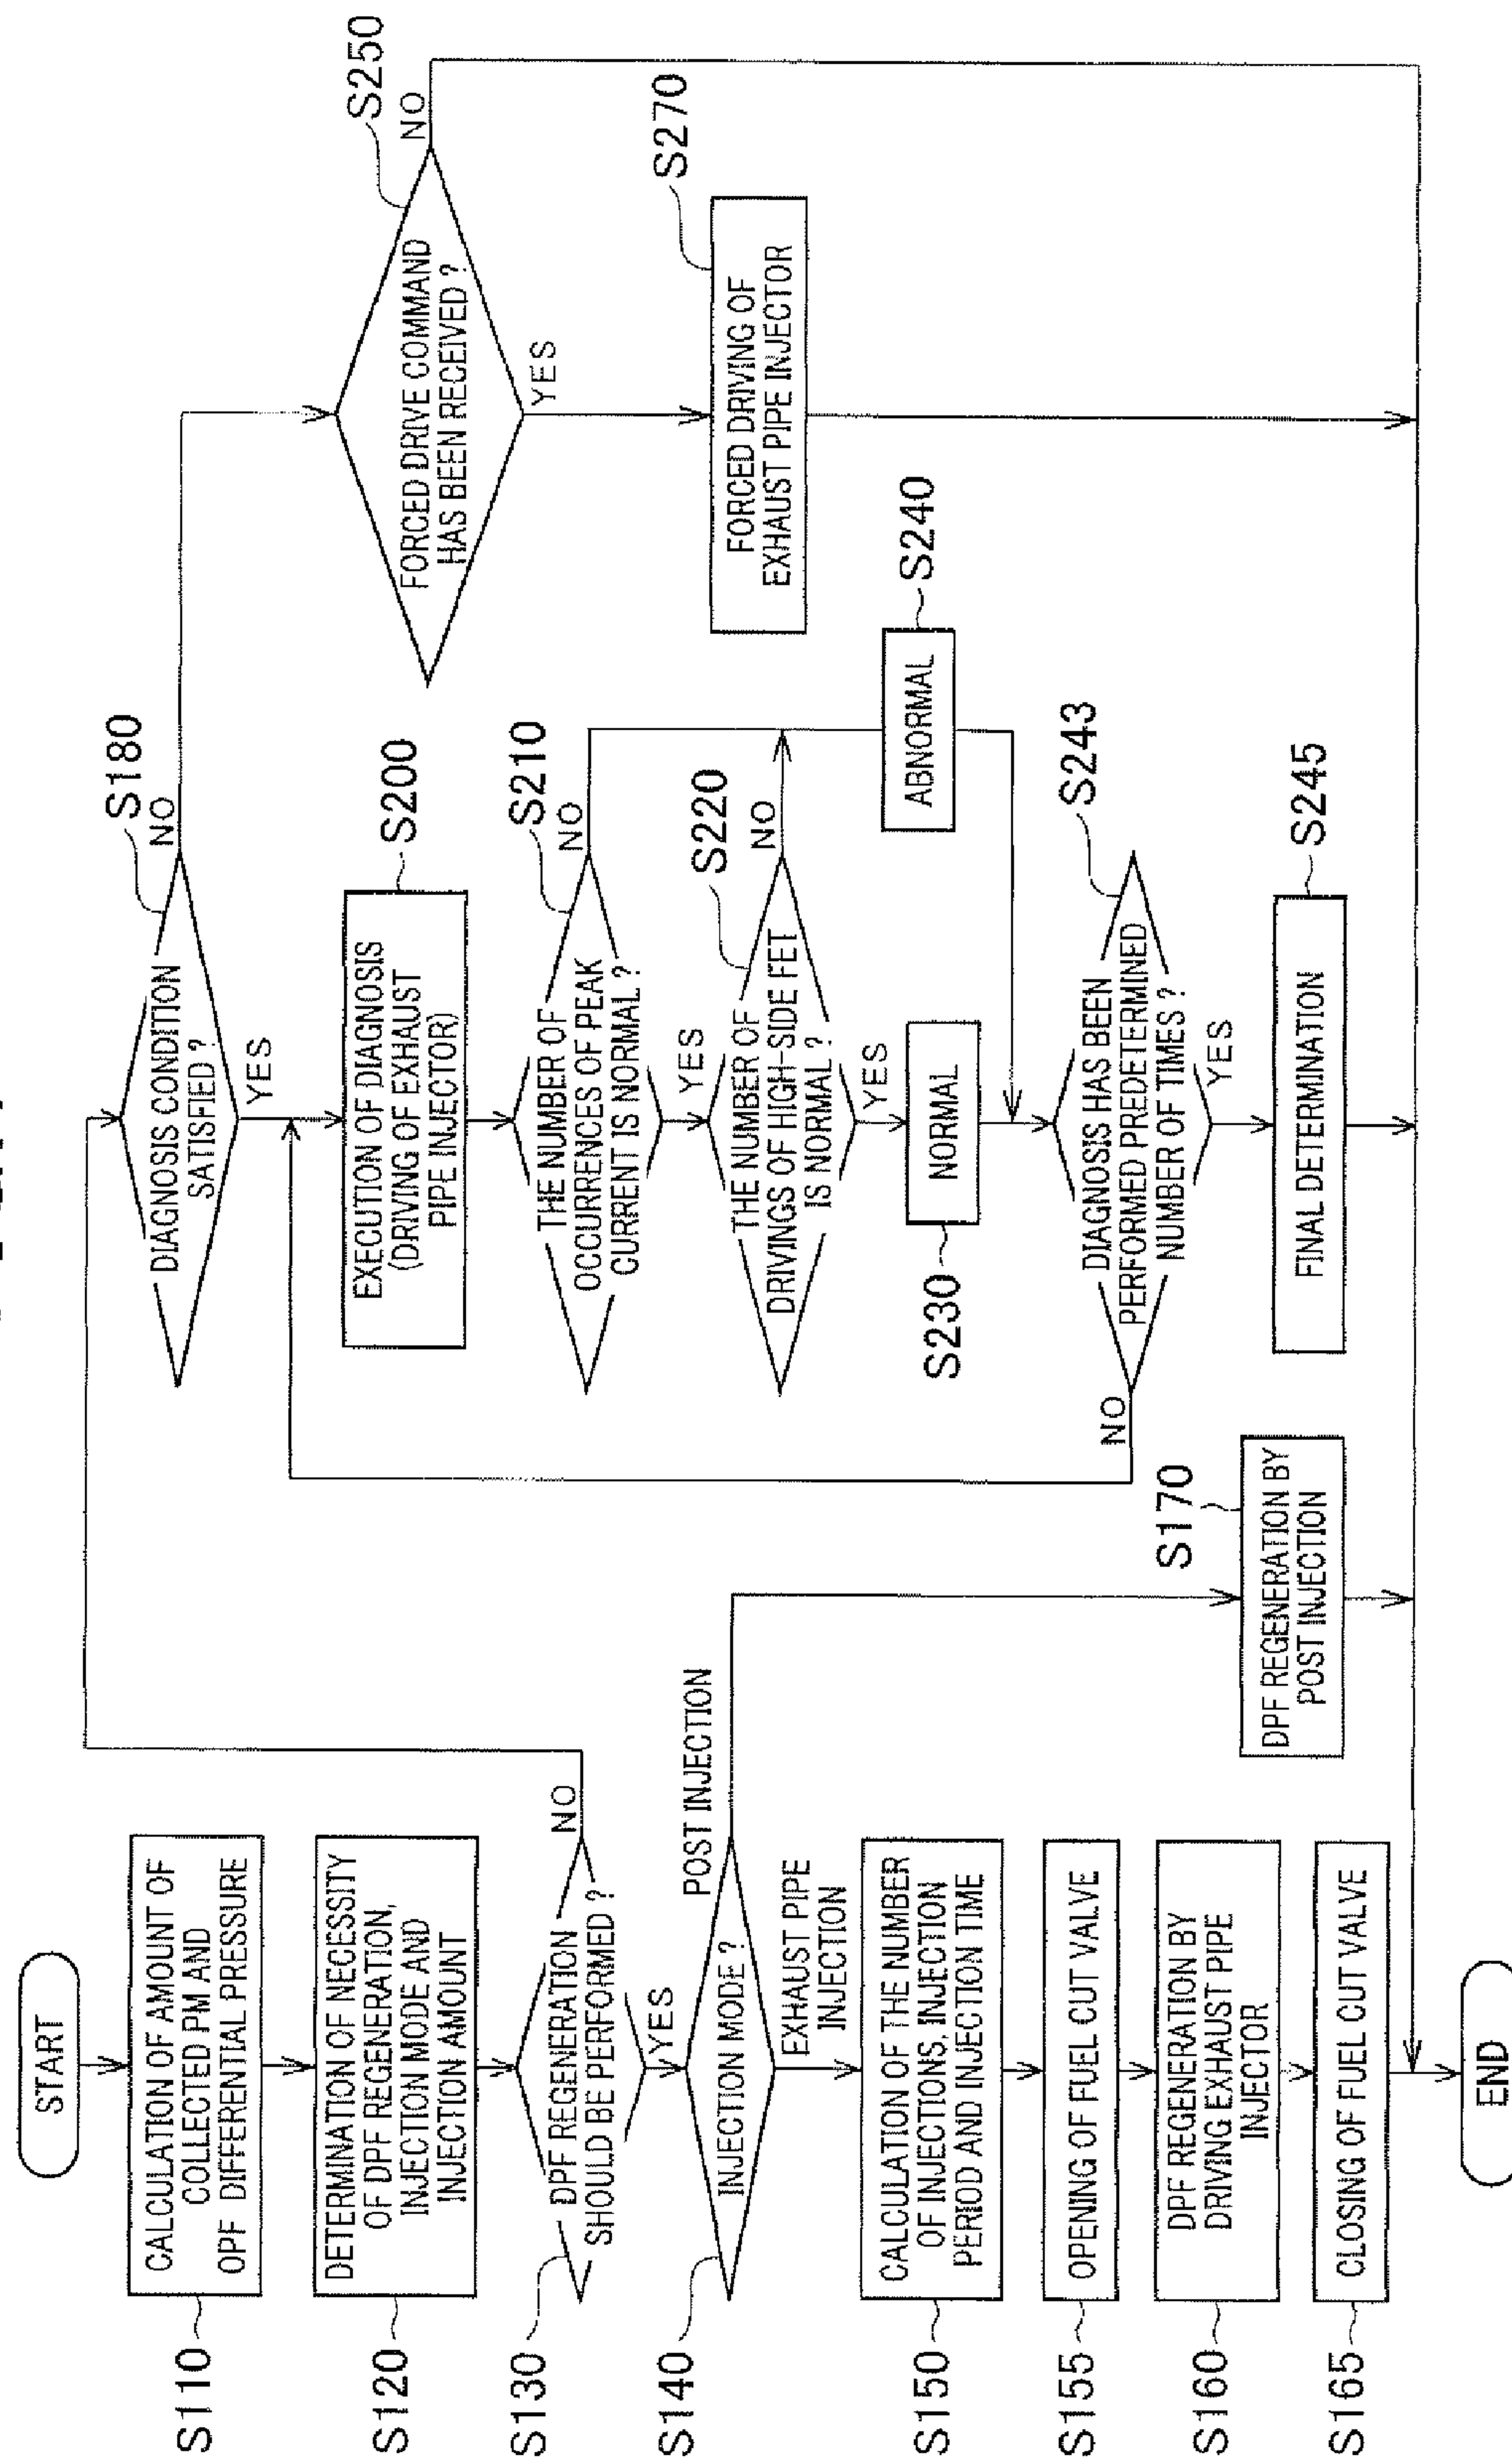 START
CALCULATION OF AMOUNT OF
COLLECTED PM AND
OPF DIFFERENTIAL PRESSURE
S110
DETERMINATION OF NECESSITY
OF DPF REGENERATION,
INJECTION MODE AND
INJECTION AMOUNT
S120
DPF REGENERATION
SHOULD BE PERFORMED ?
S130
NO
YES
INJECTION MODE ?
S140
POST INJECTION
EXHAUST PIPE
INJECTION
CALCULATION OF THE NUMBER
OF INJECTIONS, INJECTION
PERIOD AND INJECTION TIME
S150
OPENING OF FUEL CUT VALVE
S155
DPF REGENERATION BY
DRIVING EXHAUST PIPE
INJECTOR
S160
CLOSING OF FUEL CUT VALVE
S165
END
S170
DPF REGENERATION BY
POST INJECTION
DIAGNOSIS CONDITION
SATISFIED ?
S180
NO
YES
EXECUTION OF DIAGNOSIS
(DRIVING OF EXHAUST
PIPE INJECTOR)
S200
THE NUMBER OF
OCCURRENCES OF PEAK
CURRENT IS NORMAL ?
S210
NO
YES
THE NUMBER OF
DRIVINGS OF HIGH-SIDE FET
IS NORMAL ?
S220
NO
YES
NORMAL
S230
ABNORMAL
S240
DIAGNOSIS HAS BEEN
PERFORMED PREDETERMINED
NUMBER OF TIMES ?
S243
NO
YES
FINAL DETERMINATION
S245
FORCED DRIVE COMMAND
HAS BEEN RECEIVED ?
S250
NO
YES
FORCED DRIVING OF
EXHAUST PIPE INJECTOR
S270